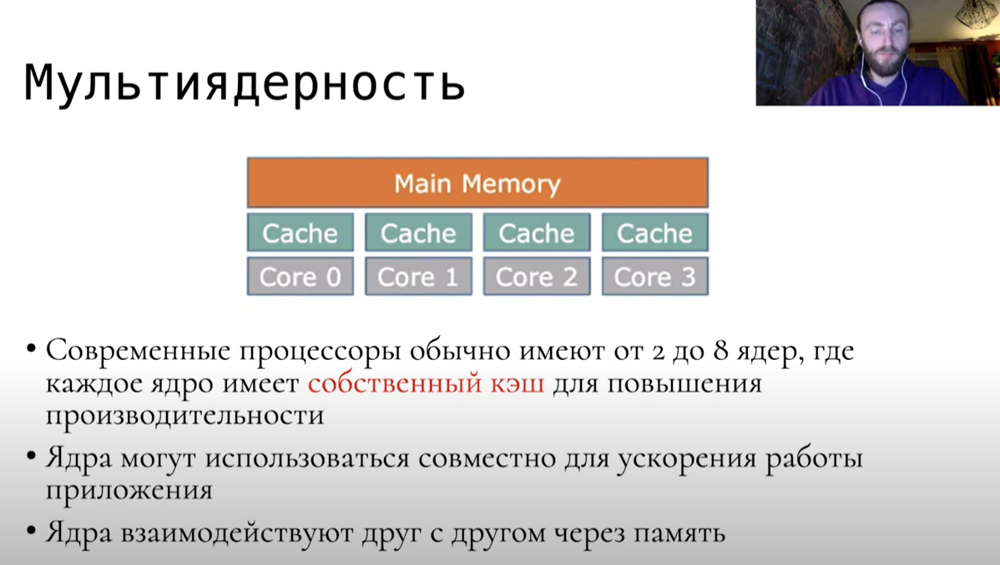 Мультиядерность
Main Memory
Cache Cache Cache Cache
Core 0 Core 1 Core 2 Core 3
• Современные процессоры обычно имеют от 2 до 8 ядер, где
каждое ядро имеет собственный кэш для повышения
производительности
• Ядра могут использоваться совместно для ускорения работы
приложения
• Ядра взаимодействуют друг с другом через память